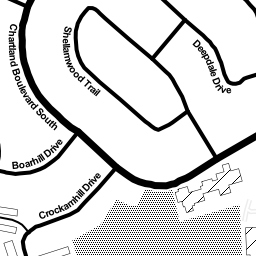 Chartland Boulevard South
Shellamwood Trail
Deepdale Drive
Boarhill Drive
Crockamhill Drive